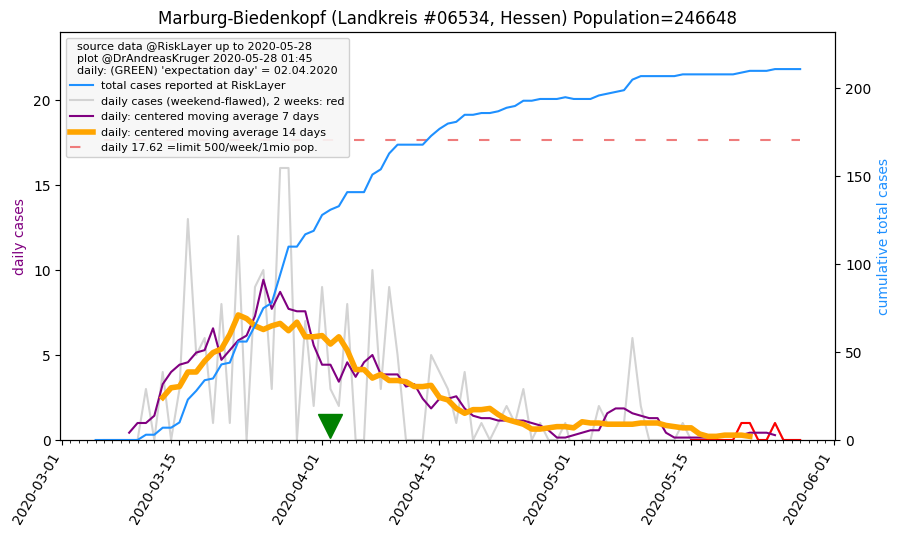 Marburg-Biedenkopf (Landkreis #06534, Hessen) Population=246648
source data @RiskLayer up to 2020-05-28
plot @DrAndreasKruger 2020-05-28 01:45
daily: (GREEN) 'expectation day' = 02.04.2020
total cases reported at RiskLayer
daily cases (weekend-flawed), 2 weeks: red
daily: centered moving average 7 days
daily: centered moving average 14 days
daily 17.62 =limit 500/week/1mio pop.
daily cases
20
15
10
5
0
cumulative total cases
200
150
100
50
0
2020-03-01
2020-03-15
2020-04-01
2020-04-15
2020-05-01
2020-05-15
2020-06-01